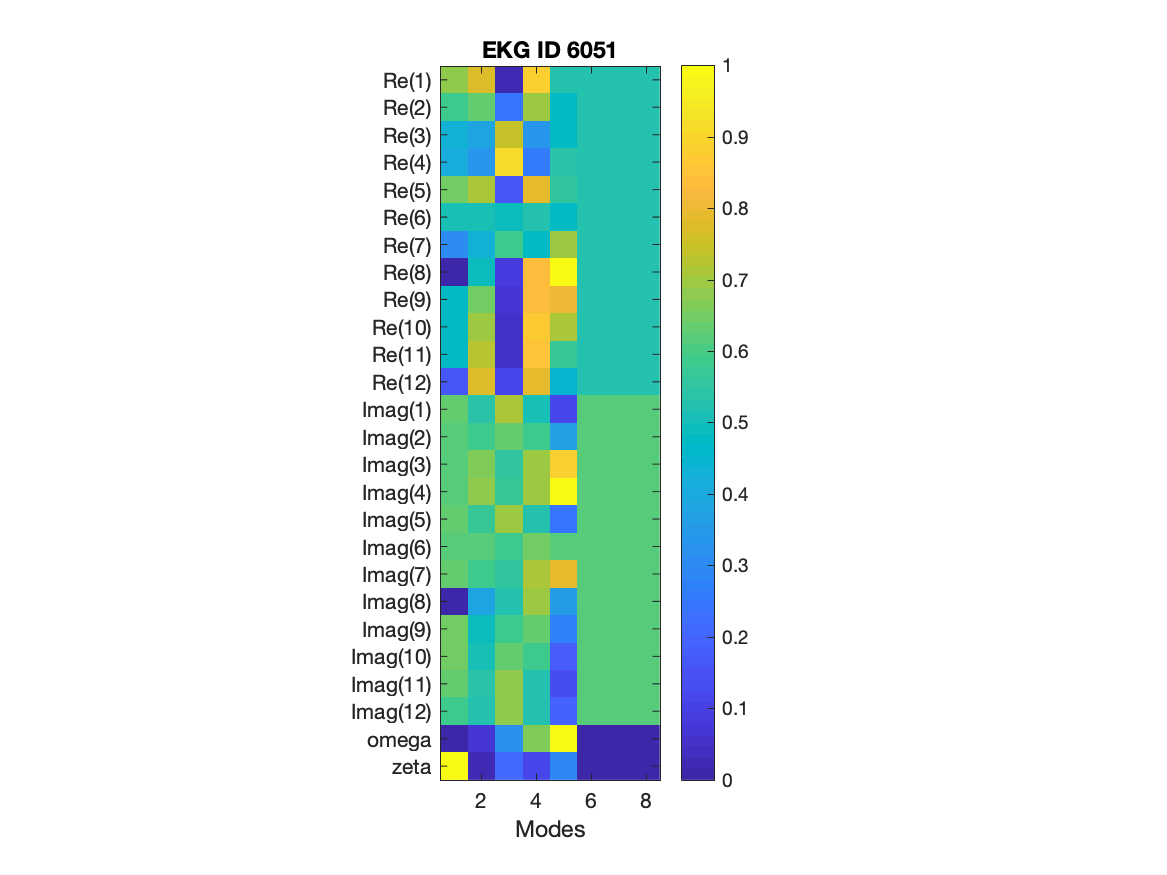 EKG ID 6051
Re(1)
Re(2)
Re(3)
Re(4)
Re(5)
Re(6)
Re(7)
Re(8)
Re(9)
Re(10)
Re(11)
Re(12)
Imag(1)
Imag(2)
Imag(3)
Imag(4)
Imag(5)
Imag(6)
Imag(7)
Imag(8)
Imag(9)
Imag(10)
Imag(11)
Imag(12)
omega
zeta
2 4 6 8
Modes
1
0.9
0.8
0.7
0.6
0.5
0.4
0.3
0.2
0.1
0